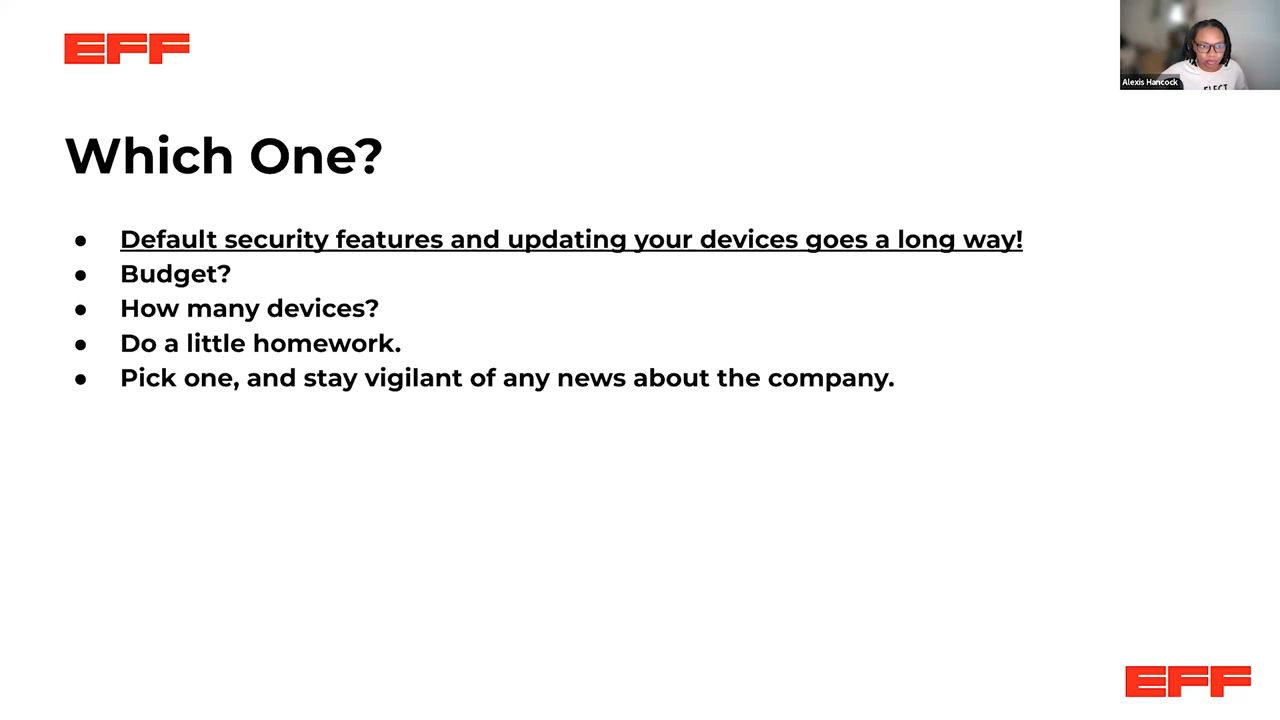 EFF
Alexis Hancock
ELECT
Which One?
● Default security features and updating your devices goes a long way!
● Budget?
● How many devices?
● Do a little homework.
● Pick one, and stay vigilant of any news about the company.
EFF